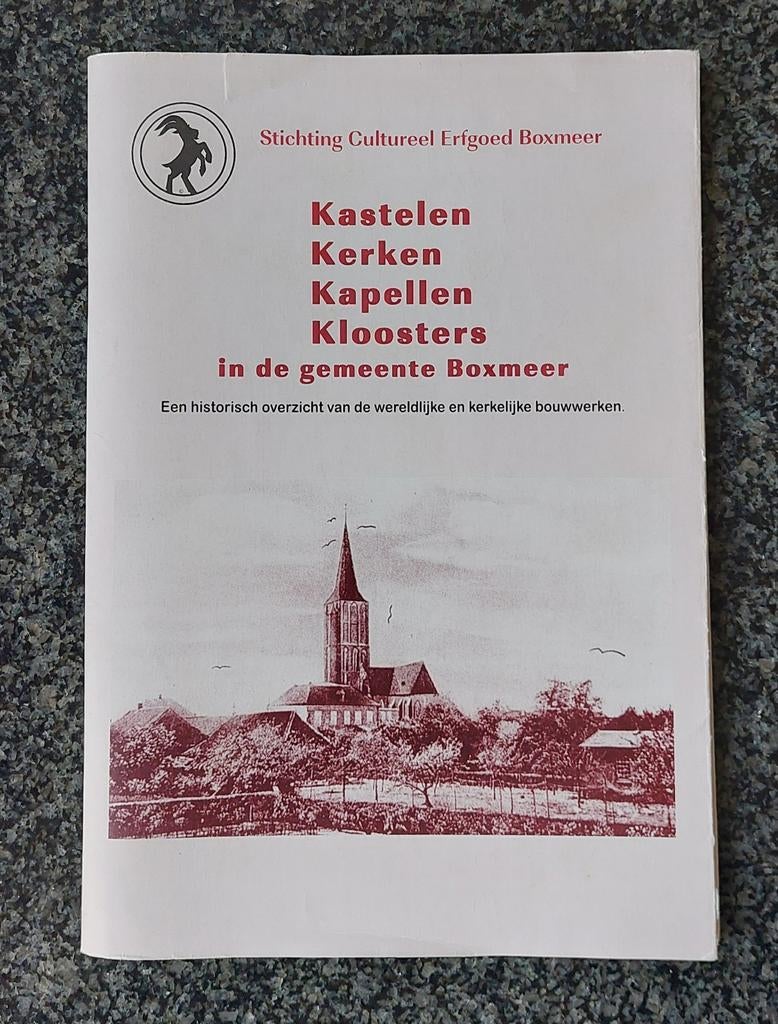 Stichting Cultureel Erfgoed Boxmeer
Kastelen
Kerken
Kapellen
Kloosters
in de gemeente Boxmeer
Een historisch overzicht van de wereldlijke en kerkelijke bouwwerken.